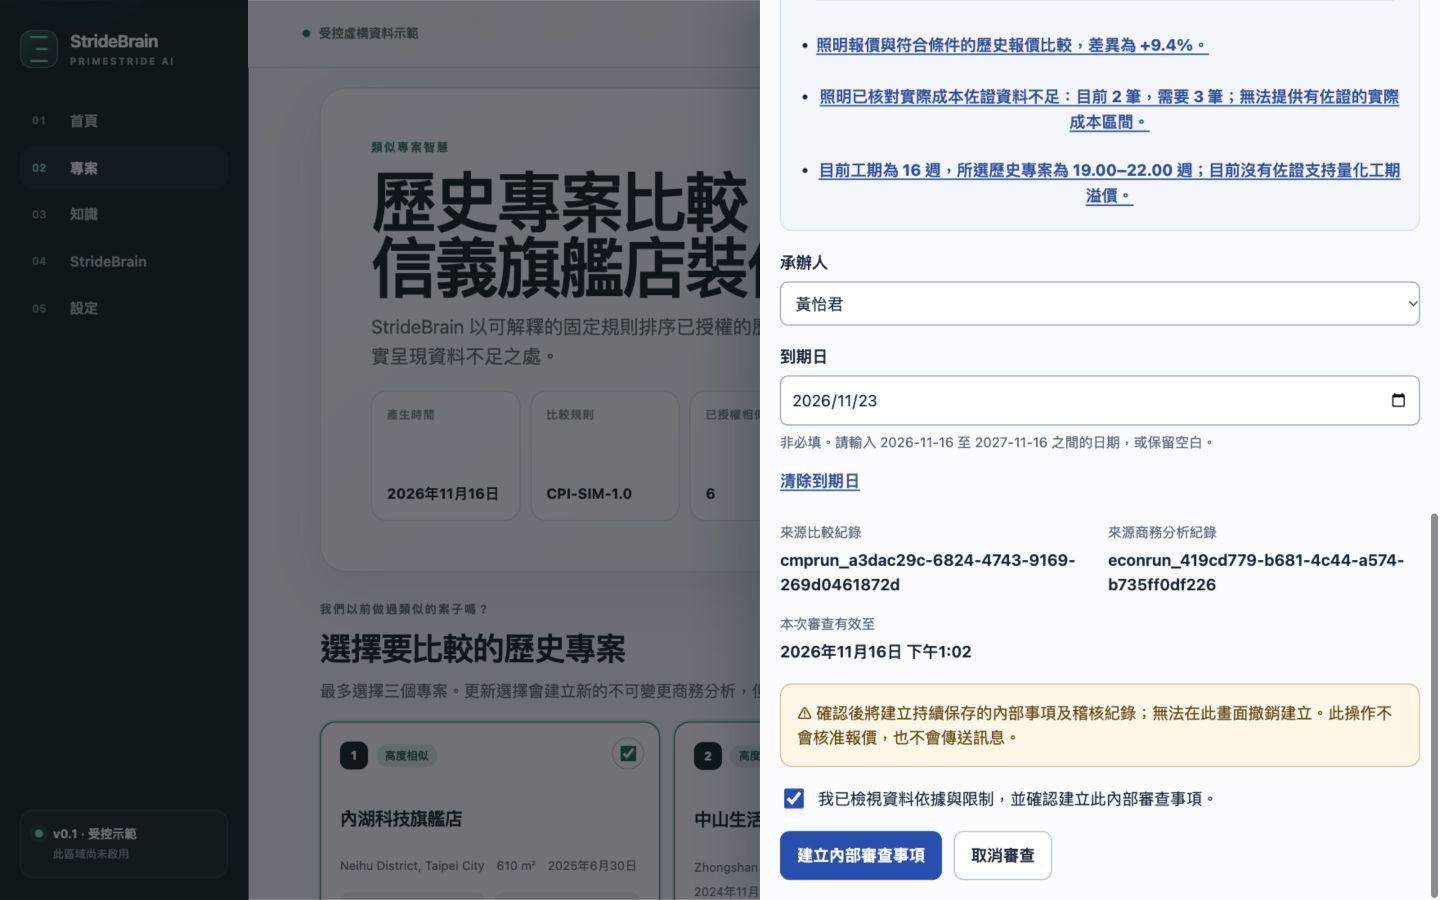 StrideBrain
PRIMESTRIDE AI
01 首頁
02 專案
03 知識
04 StrideBrain
05 設定
v0.1 · 受控示範
此區域尚未啟用
受控虛構資料示範
類似專案智慧
歷史專案比較
信義旗艦店裝
StrideBrain 以可解釋的固定規則排序已授權的
實呈現資料不足之處。
產生時間
2026年11月16日
比較規則
CPI-SIM-1.0
已授權相
6
我們以前做過類似的案子嗎？
選擇要比較的歷史專案
最多選擇三個專案。更新選擇會建立新的不可變更商務分析，
1 高度相似
內湖科技旗艦店
Neihu District, Taipei City 610 m² 2025年6月30日
2 高度
中山生活
Zhongshan
2024年11月
• 照明報價與符合條件的歷史報價比較，差異為 +9.4%。
• 照明已核對實際成本佐證資料不足：目前 2 筆，需要 3 筆；無法提供有佐證的實際
成本區間。
• 目前工期為 16 週，所選歷史專案為 19.00–22.00 週；目前沒有佐證支持量化工期
溢價。
承辦人
黃怡君
到期日
2026/11/23
非必填。請輸入 2026-11-16 至 2027-11-16 之間的日期，或保留空白。
清除到期日
來源比較紀錄
cmprun_a3dac29c-6824-4743-9169-
269d0461872d
來源商務分析紀錄
econrun_419cd779-b681-4c44-a574-
b735ff0df226
本次審查有效至
2026年11月16日 下午1:02
⚠ 確認後將建立持續保存的內部事項及稽核紀錄；無法在此畫面撤銷建立。此操作不
會核准報價，也不會傳送訊息。
我已檢視資料依據與限制，並確認建立此內部審查事項。
建立內部審查事項
取消審查